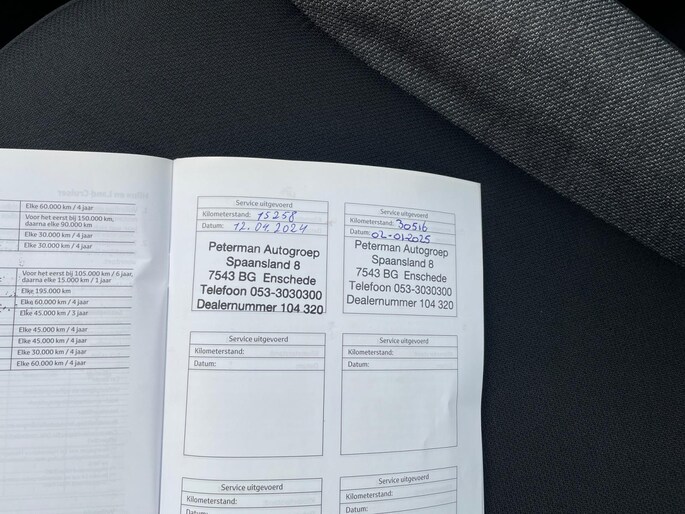 Elke 60.000 km / 4 jaar
Voor het eerst bij 150.000 km,
daarna elke 90.000 km
Elke 30.000 km / 4 jaar
Elke 30.000 km / 4 jaar
Voor het eerst bij 105.000 km / 6 jaar,
daarna elke 15.000 km / 1 jaar
Elke 195.000 km
Elke 60.000 km / 4 jaar
Elke 45.000 km / 3 jaar
Elke 45.000 km / 4 jaar
Elke 45.000 km / 4 jaar
Elke 30.000 km / 4 jaar
Elke 60.000 km / 4 jaar
Service uitgevoerd
Kilometerstand: 15258
Datum: 12.04.2024
Peterman Autogroep
Spaansland 8
7543 BG Enschede
Telefoon 053-3030300
Dealernummer 104 320
Service uitgevoerd
Kilometerstand: 30516
Datum: 02-01-2025
Peterman Autogroep
Spaansland 8
7543 BG Enschede
Telefoon 053-3030300
Dealernummer 104 320
Service uitgevoerd
Kilometerstand:
Datum:
Service uitgevoerd
Kilometerstand:
Datum:
Service uitgevoerd
Kilometerstand:
Datum:
Service uitgevoerd
Kilometerstand:
Datum: